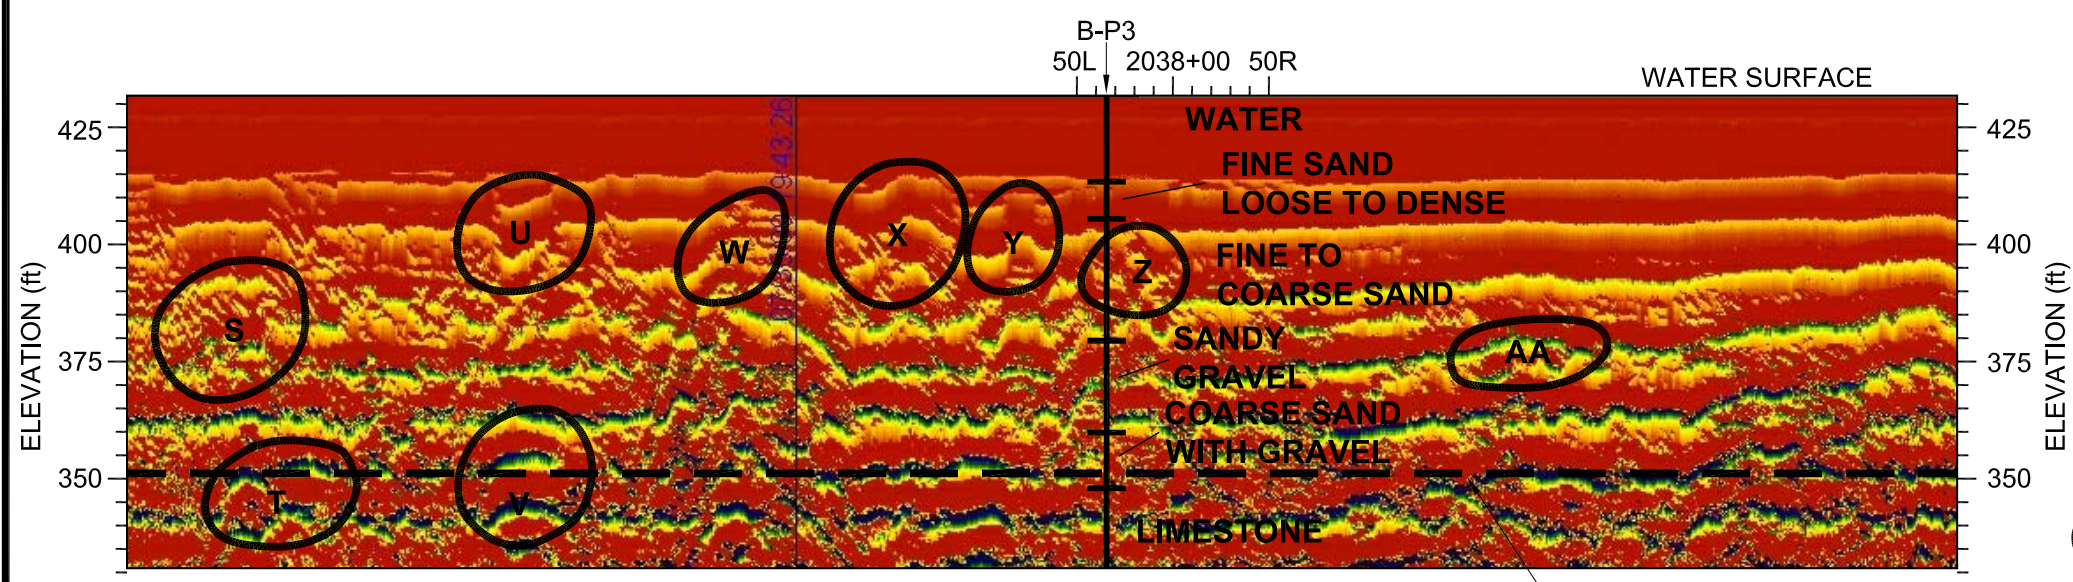 B-P3
50L 2038+00 50R
WATER SURFACE
ELEVATION (ft)
425
400
375
350
WATER
FINE SAND
LOOSE TO DENSE
FINE TO
COARSE SAND
SANDY
GRAVEL
COARSE SAND
WITH GRAVEL
LIMESTONE
S
T
U
V
W
X
Y
Z
AA
425
400
375
350
ELEVATION (ft)